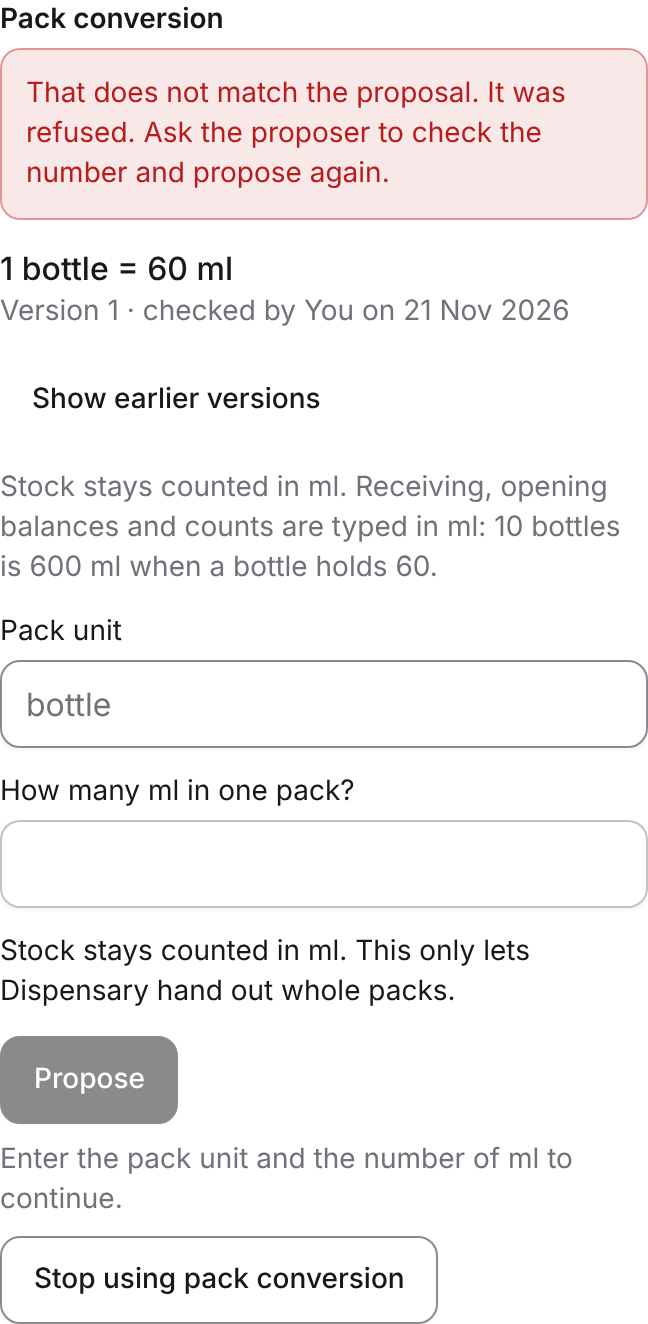 Pack conversion
That does not match the proposal. It was
refused. Ask the proposer to check the
number and propose again.
1 bottle = 60 ml
Version 1 · checked by You on 21 Nov 2026
Show earlier versions
Stock stays counted in ml. Receiving, opening
balances and counts are typed in ml: 10 bottles
is 600 ml when a bottle holds 60.
Pack unit
bottle
How many ml in one pack?
Stock stays counted in ml. This only lets
Dispensary hand out whole packs.
Propose
Enter the pack unit and the number of ml to
continue.
Stop using pack conversion